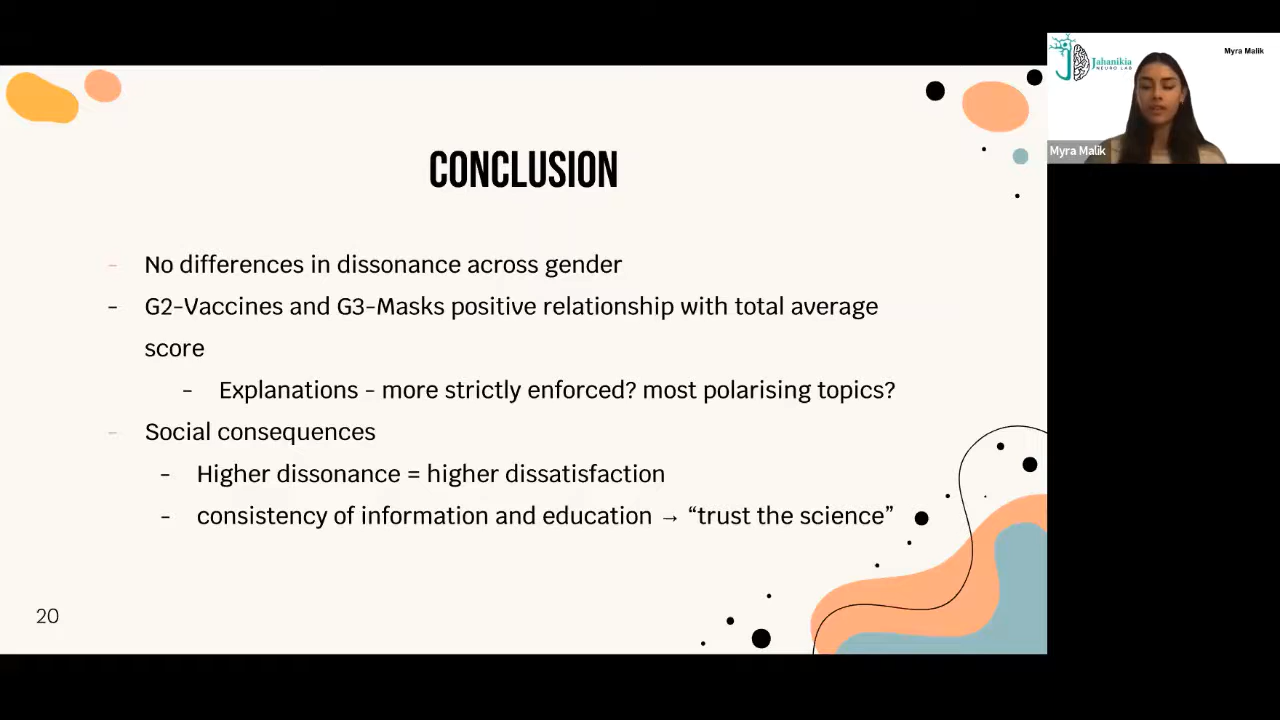 Jahanikia
NEURO LAB
Myra Malik
Myra Malik
CONCLUSION
- No differences in dissonance across gender
- G2-Vaccines and G3-Masks positive relationship with total average
score
- Explanations - more strictly enforced? most polarising topics?
- Social consequences
- Higher dissonance = higher dissatisfaction
- consistency of information and education → “trust the science”
20